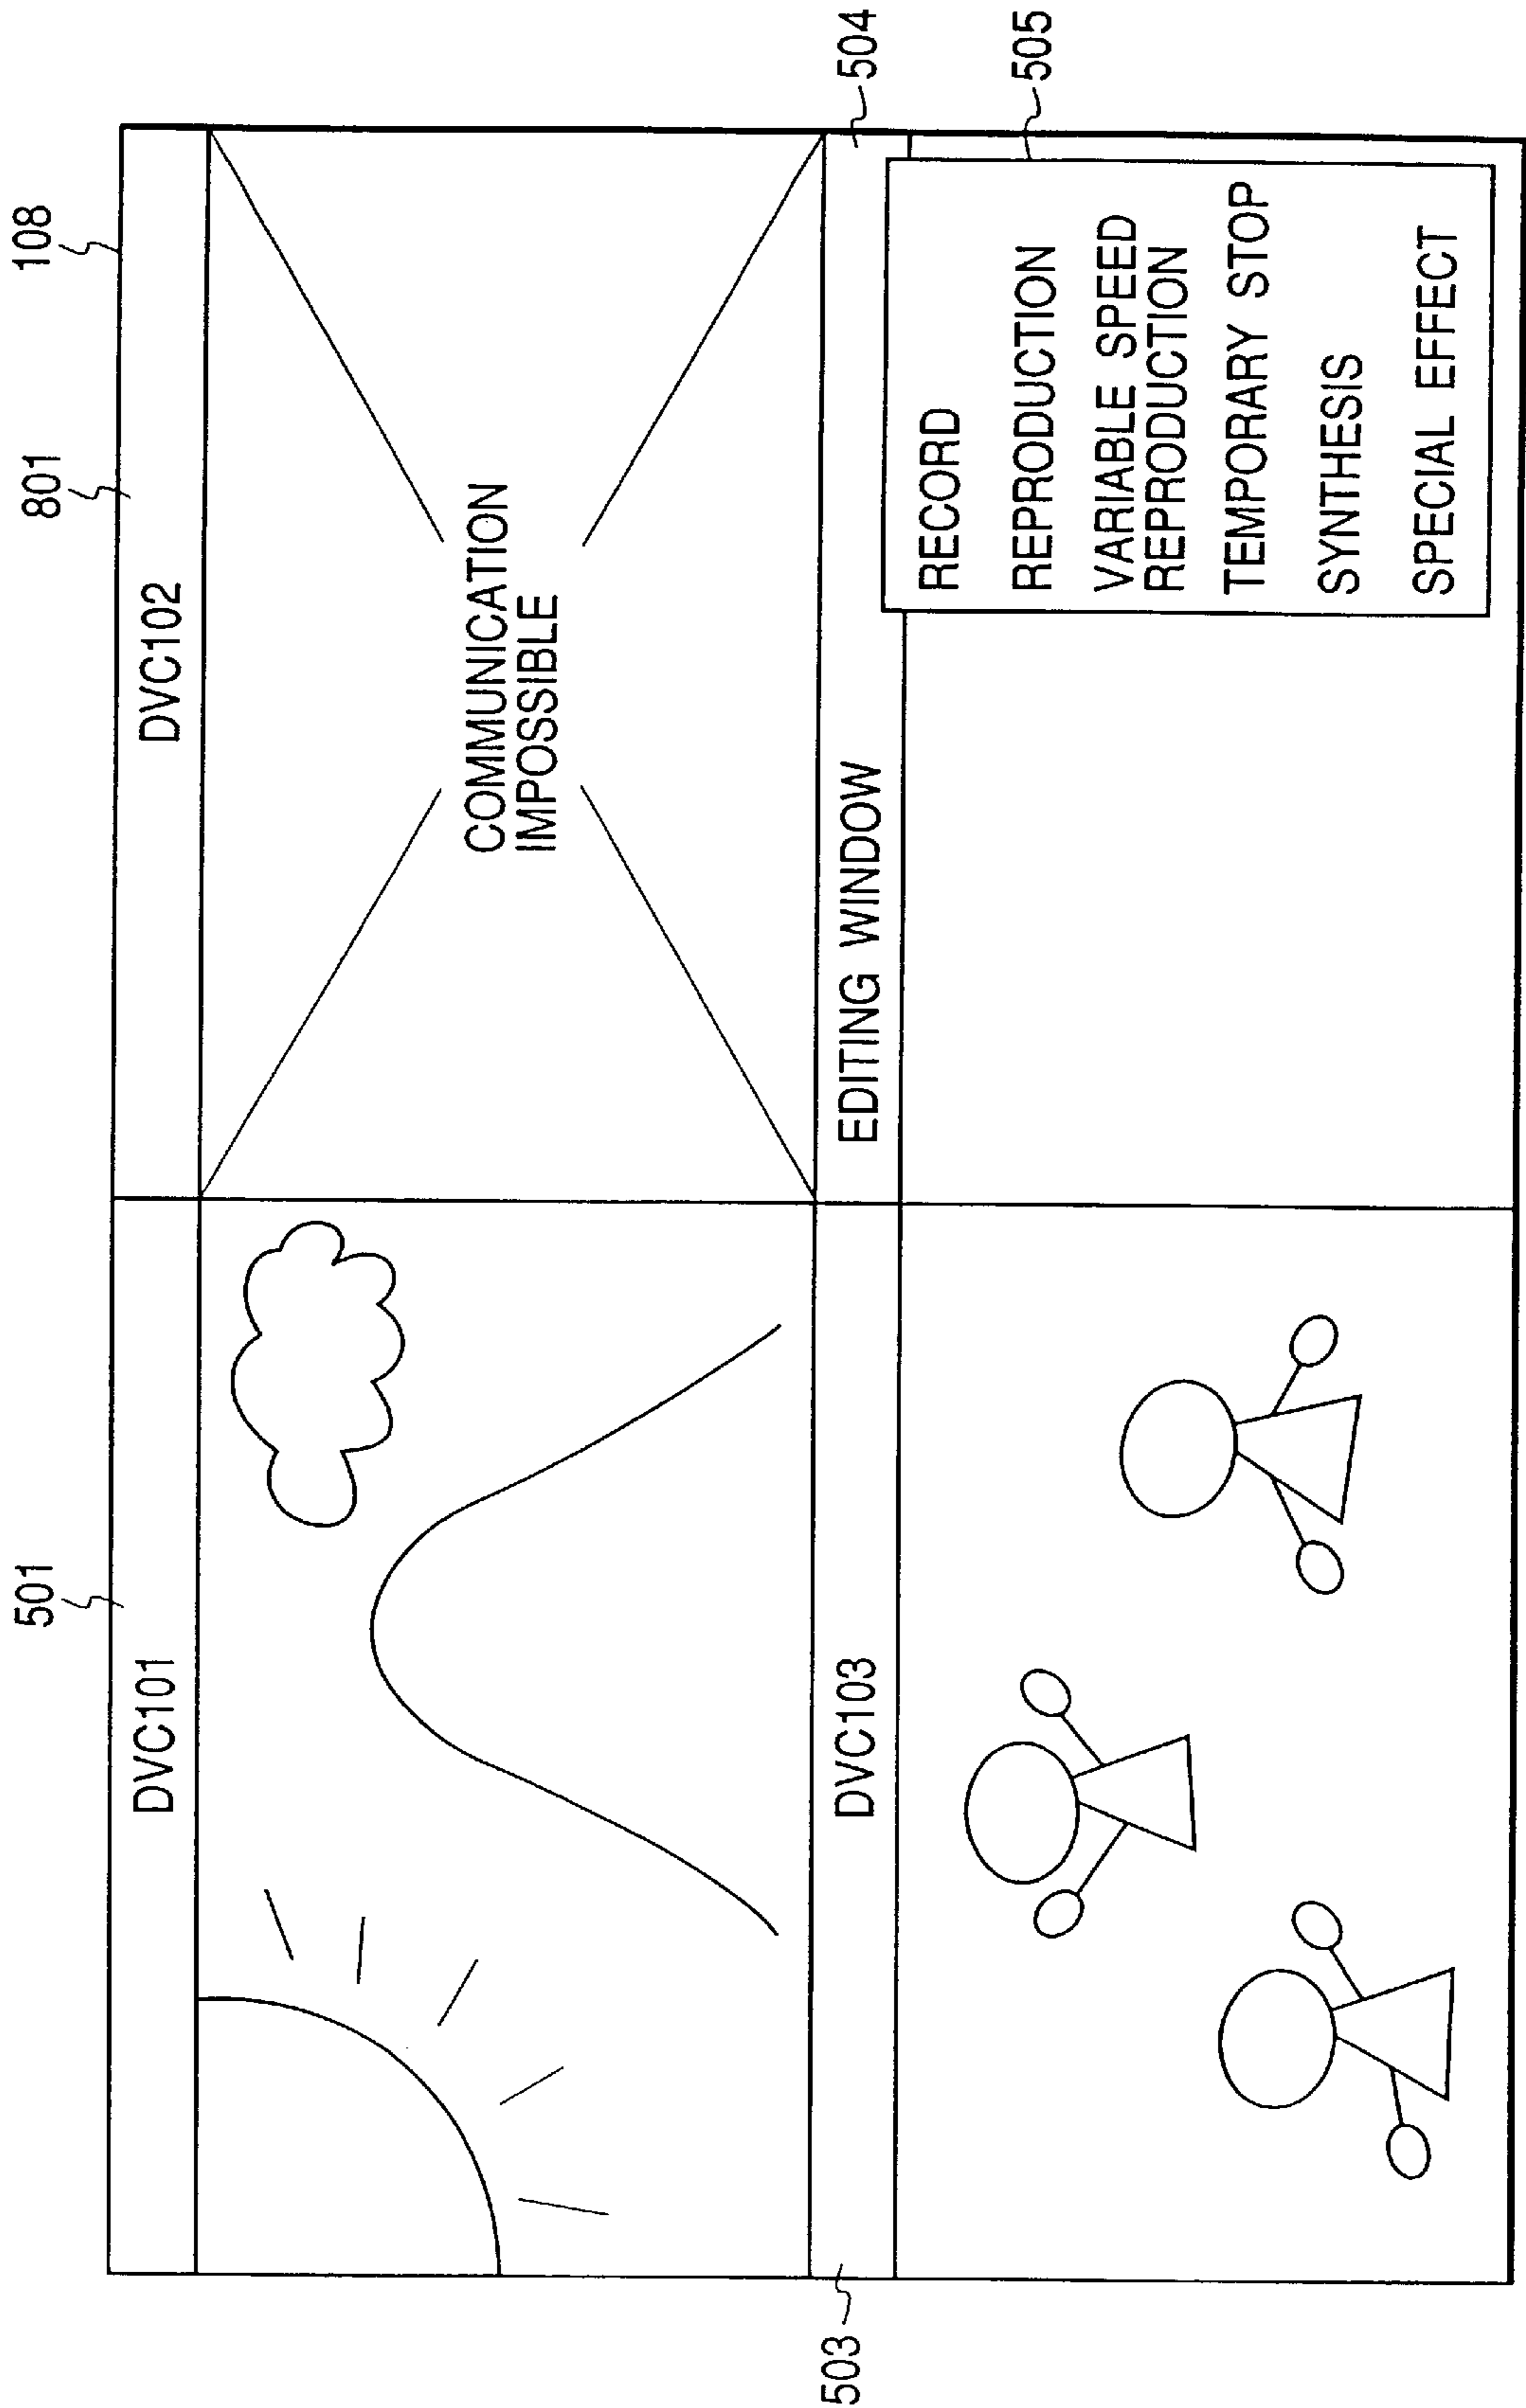 108
801
501
DVC101
DVC102
COMMUNICATION
IMPOSSIBLE
503
DVC103
EDITING WINDOW
504
505
RECORD
REPRODUCTION
VARIABLE SPEED
REPRODUCTION
TEMPORARY STOP
SYNTHESIS
SPECIAL EFFECT